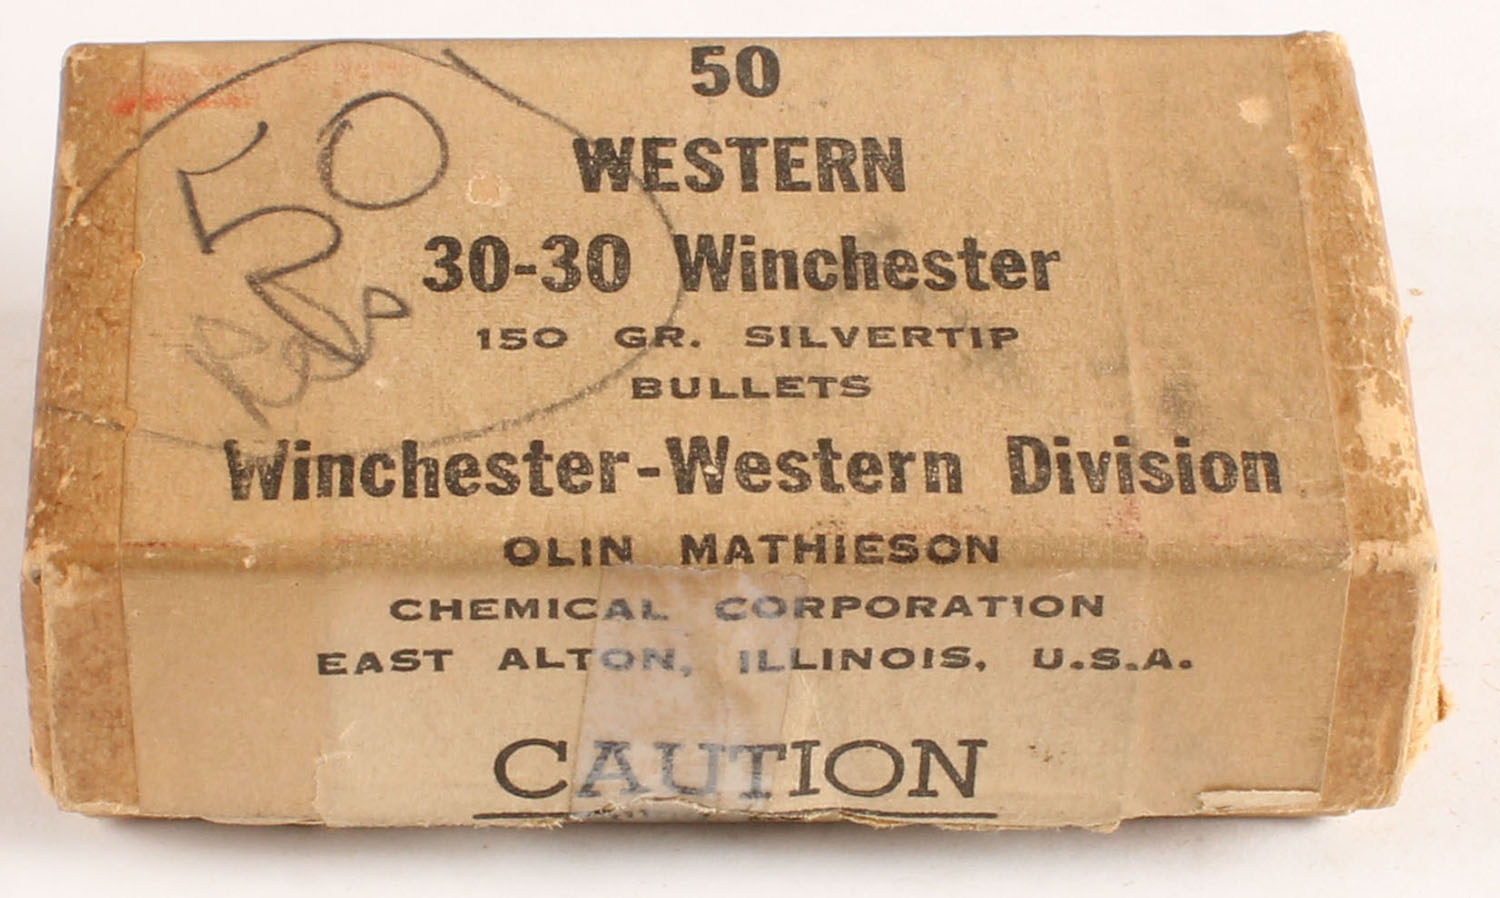 50
50
WESTERN
30-30 Winchester
150 GR. SILVERTIP
BULLETS
Winchester-Western Division
OLIN MATHIESON
CHEMICAL CORPORATION
EAST ALTON, ILLINOIS, U.S.A.
CAUTION